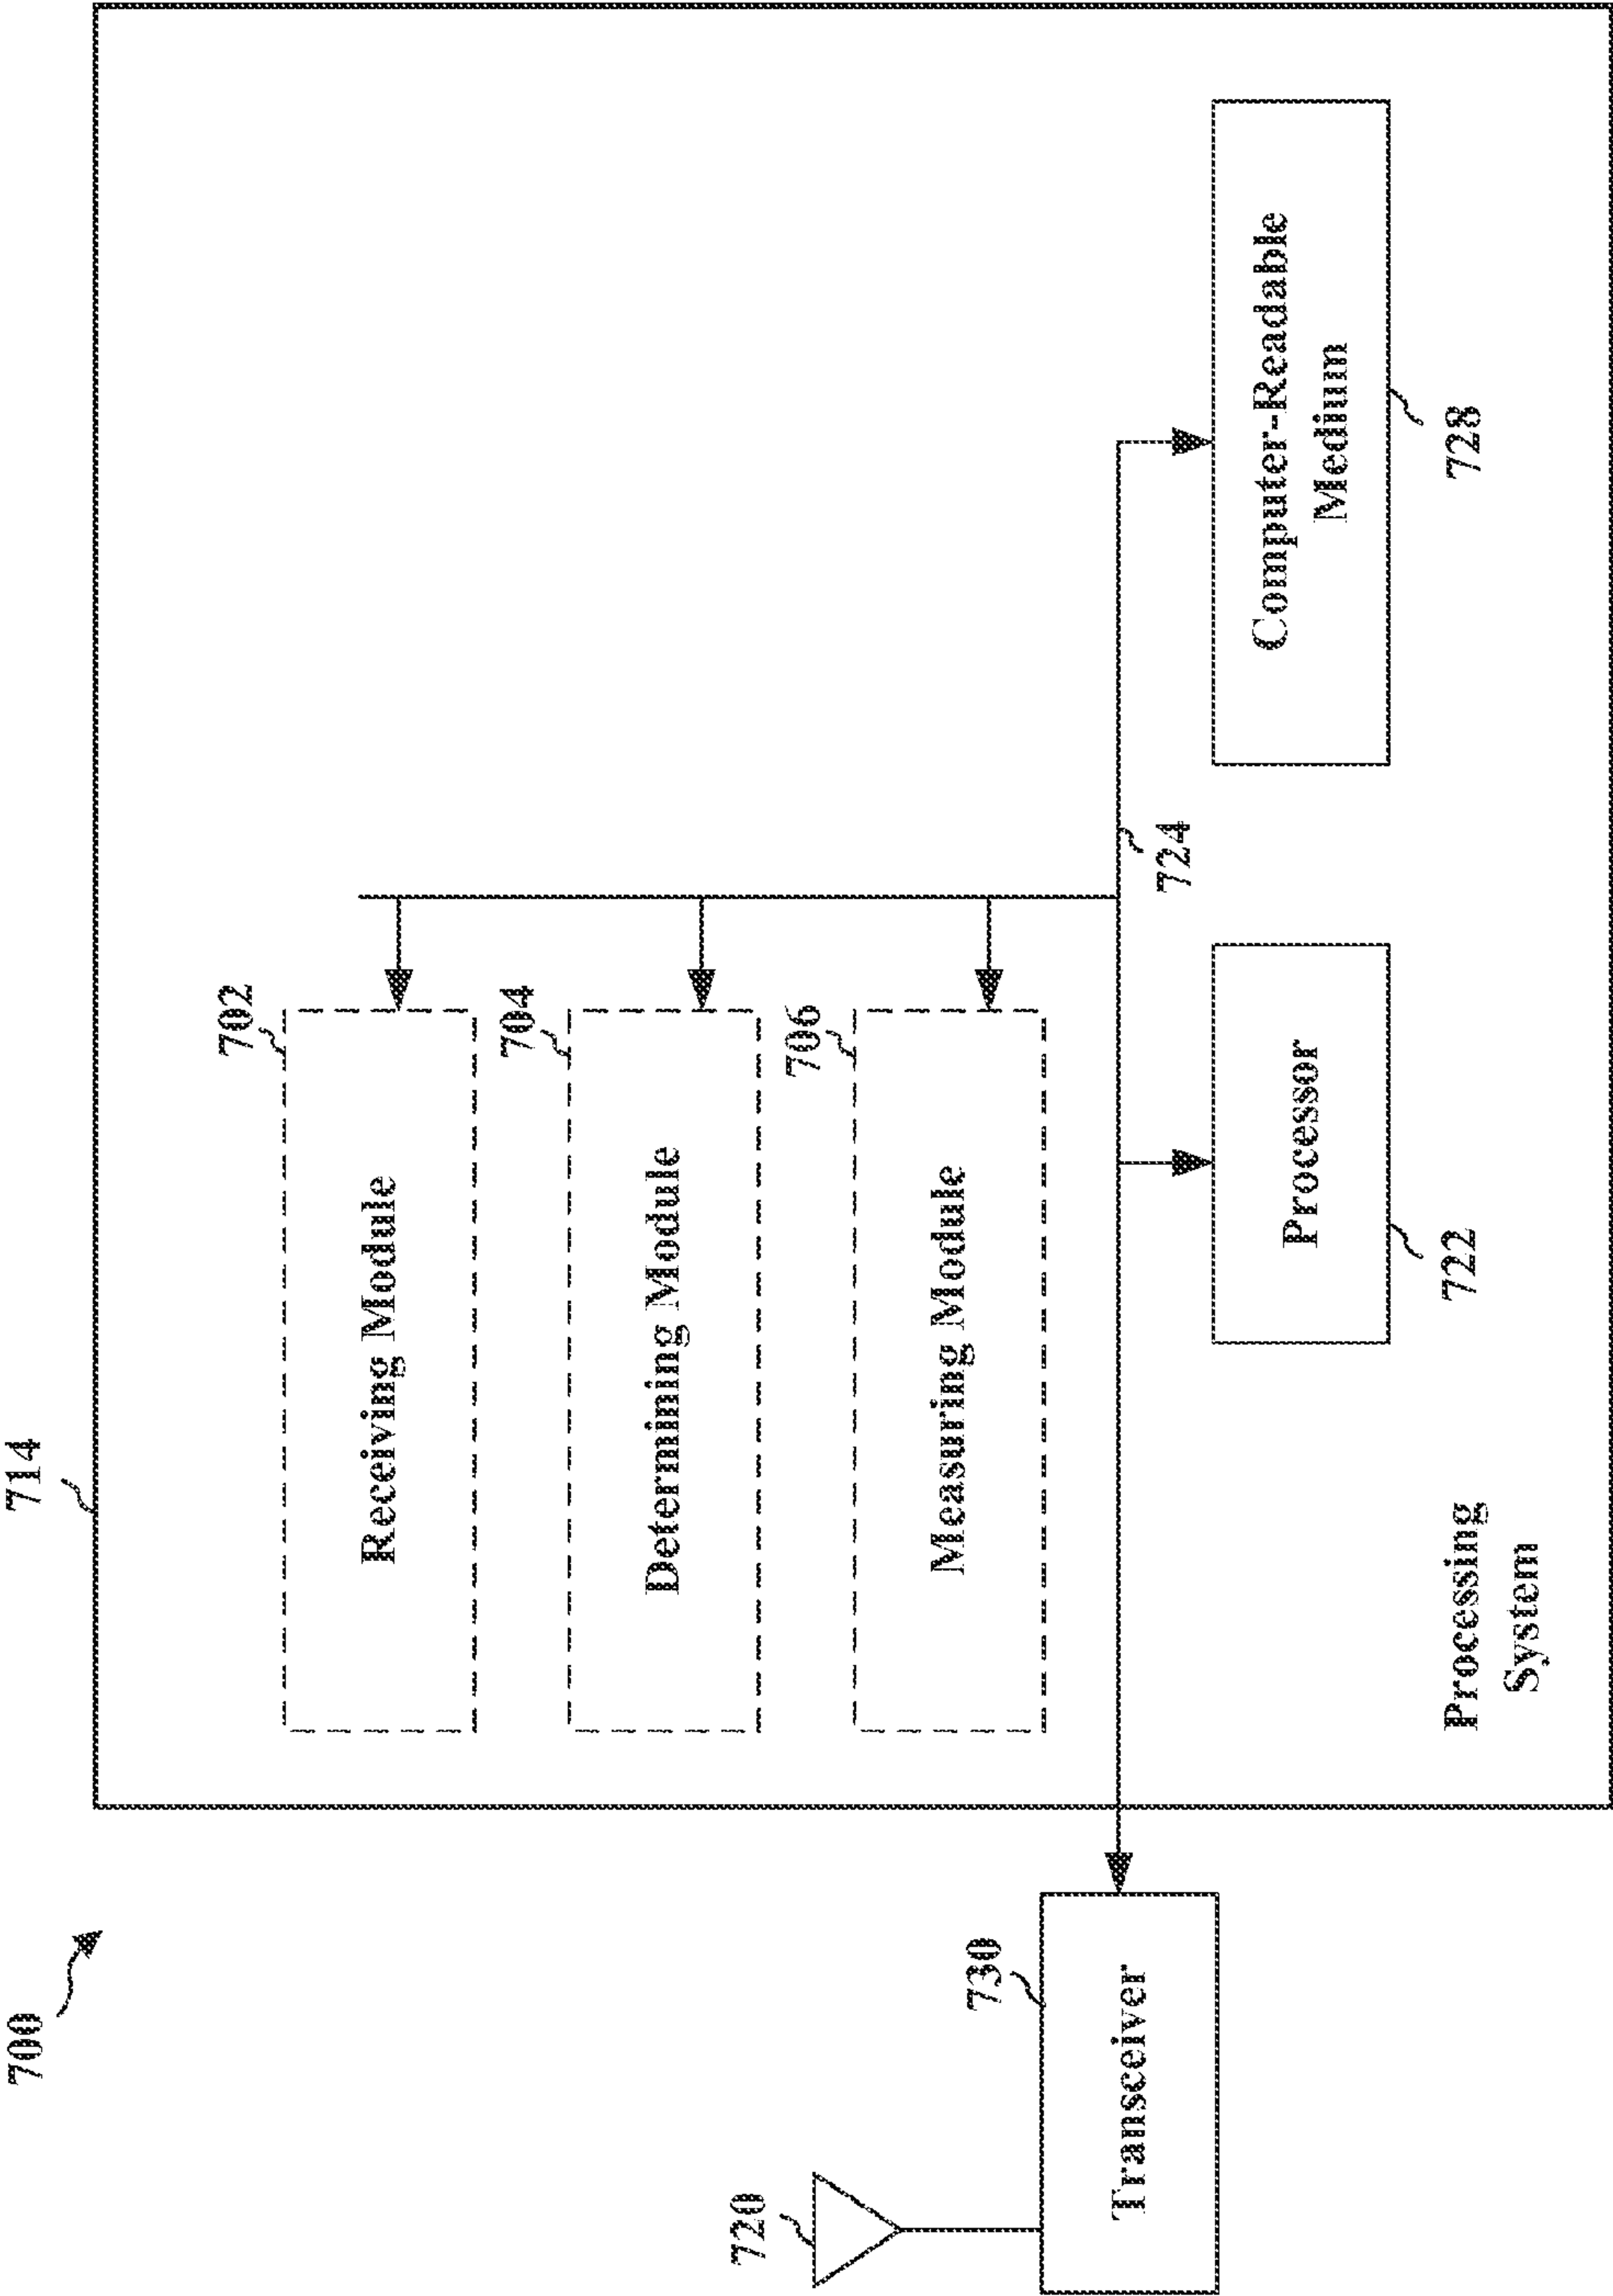 700
714
702
Receiving Module
704
Determining Module
706
Measuring Module
720
730
Transceiver
724
Processor
722
Computer-Readable
Medium
728
Processing
System